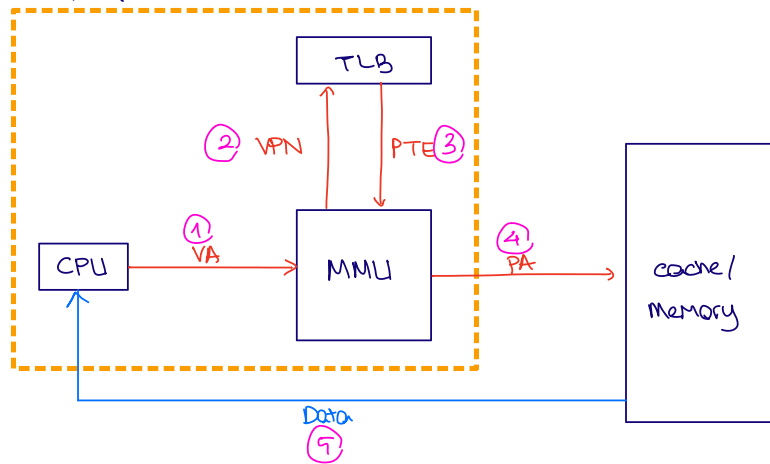 TLB
② VPN
PTE ③
①
VA
CPU
MMU
④
PA
cache/
Memory
Data
⑤